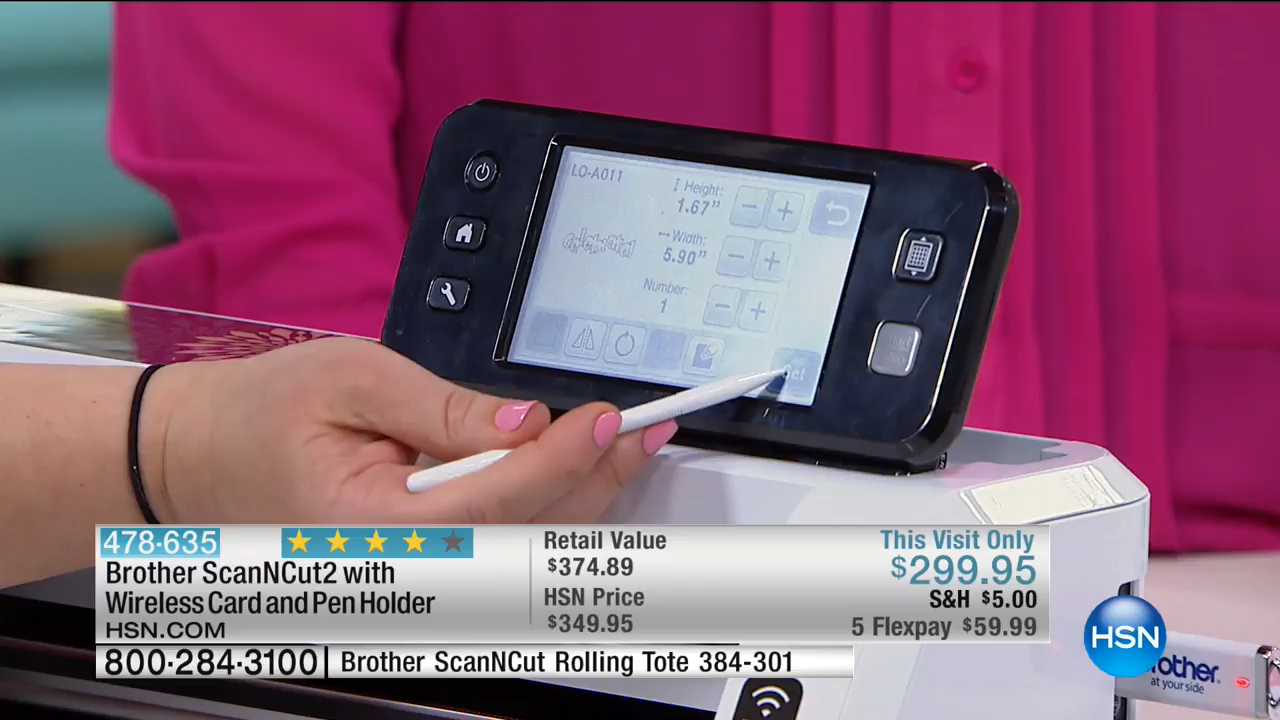 LO-A011
Height:
1.67"
Width:
5.90"
Number:
1
478-635
Brother ScanNCut2 with
Wireless Card and Pen Holder
HSN.COM
Retail Value
$374.89
HSN Price
$349.95
This Visit Only
$299.95
S&H $5.00
5 Flexpay $59.99
800·284·3100
Brother ScanNCut Rolling Tote 384-301
HSN
brother
at your side